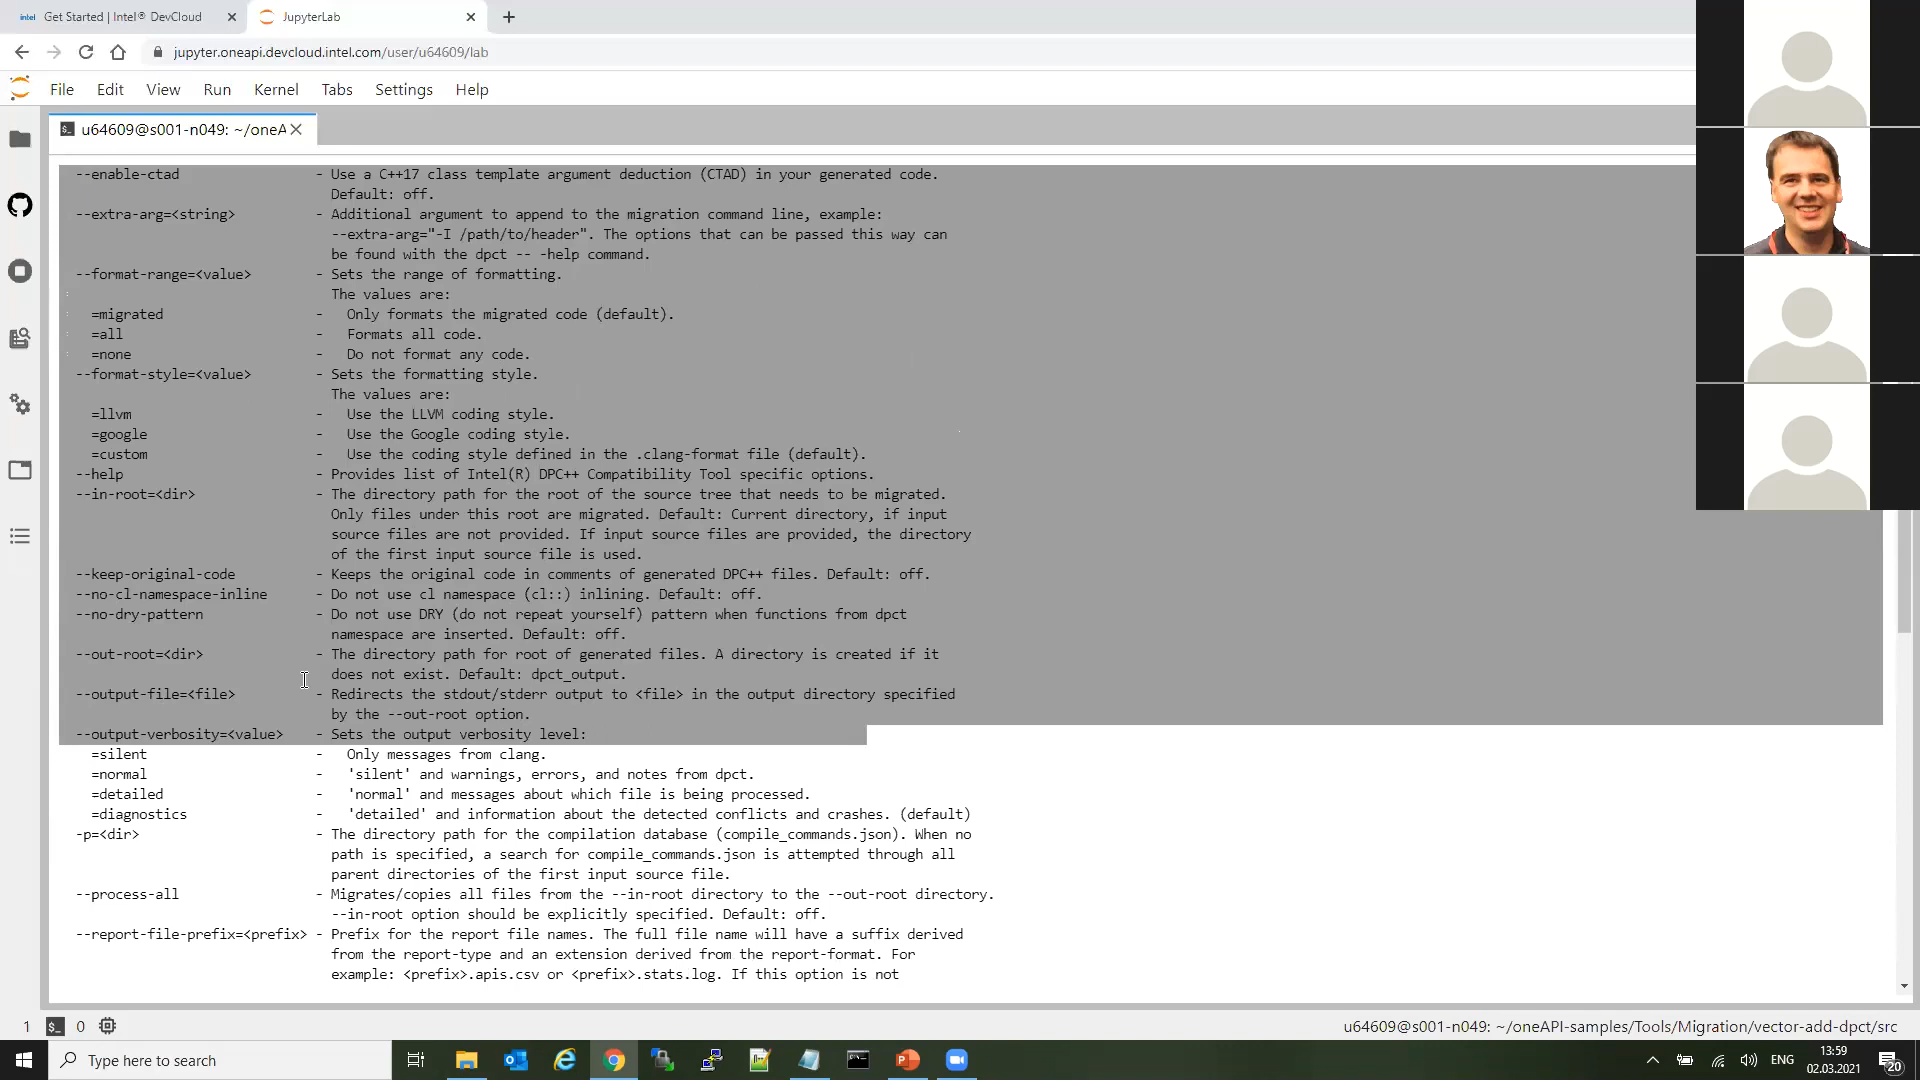 intel Get Started | Intel® DevCloud
JupyterLab
jupyter.oneapi.devcloud.intel.com/user/u64609/lab
File Edit View Run Kernel Tabs Settings Help
u64609@s001-n049: ~/oneA
--enable-ctad - Use a C++17 class template argument deduction (CTAD) in your generated code.
Default: off.
--extra-arg=<string> - Additional argument to append to the migration command line, example:
--extra-arg="-I /path/to/header". The options that can be passed this way can
be found with the dpct -- -help command.
--format-range=<value> - Sets the range of formatting.
The values are:
=migrated - Only formats the migrated code (default).
=all - Formats all code.
=none - Do not format any code.
--format-style=<value> - Sets the formatting style.
The values are:
=llvm - Use the LLVM coding style.
=google - Use the Google coding style.
=custom - Use the coding style defined in the .clang-format file (default).
--help - Provides list of Intel(R) DPC++ Compatibility Tool specific options.
--in-root=<dir> - The directory path for the root of the source tree that needs to be migrated.
Only files under this root are migrated. Default: Current directory, if input
source files are not provided. If input source files are provided, the directory
of the first input source file is used.
--keep-original-code - Keeps the original code in comments of generated DPC++ files. Default: off.
--no-cl-namespace-inline - Do not use cl namespace (cl::) inlining. Default: off.
--no-dry-pattern - Do not use DRY (do not repeat yourself) pattern when functions from dpct
namespace are inserted. Default: off.
--out-root=<dir> - The directory path for root of generated files. A directory is created if it
does not exist. Default: dpct_output.
--output-file=<file> - Redirects the stdout/stderr output to <file> in the output directory specified
by the --out-root option.
--output-verbosity=<value> - Sets the output verbosity level:
=silent - Only messages from clang.
=normal - 'silent' and warnings, errors, and notes from dpct.
=detailed - 'normal' and messages about which file is being processed.
=diagnostics - 'detailed' and information about the detected conflicts and crashes. (default)
-p=<dir> - The directory path for the compilation database (compile_commands.json). When no
path is specified, a search for compile_commands.json is attempted through all
parent directories of the first input source file.
--process-all - Migrates/copies all files from the --in-root directory to the --out-root directory.
--in-root option should be explicitly specified. Default: off.
--report-file-prefix=<prefix> - Prefix for the report file names. The full file name will have a suffix derived
from the report-type and an extension derived from the report-format. For
example: <prefix>.apis.csv or <prefix>.stats.log. If this option is not
1 $_ 0 u64609@s001-n049: ~/oneAPI-samples/Tools/Migration/vector-add-dpct/src
Type here to search
ENG
13:59
02.03.2021
20